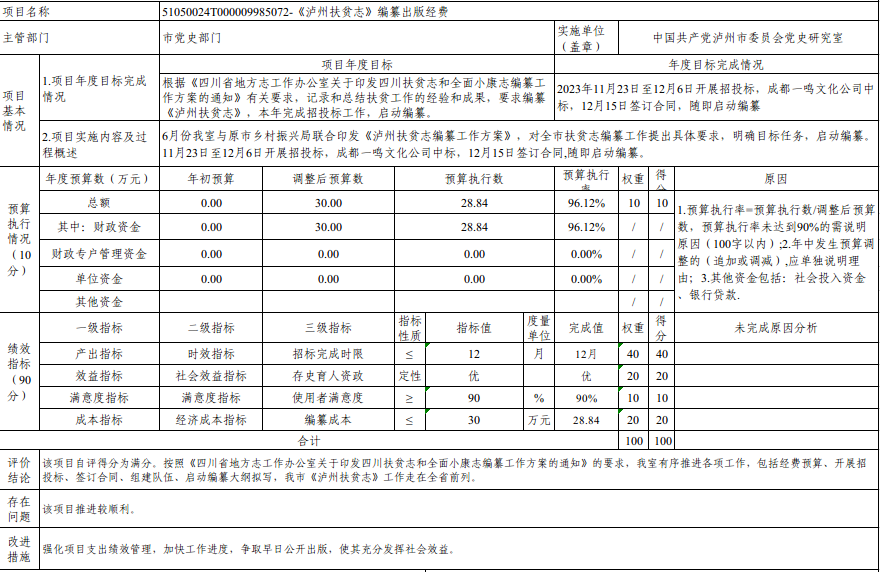 项目名称 51050024T000009985072-《泸州扶贫志》编纂出版经费
主管部门 市党史部门 实施单位（盖章） 中国共产党泸州市委员会党史研究室
项目基本情况
1.项目年度目标完成情况
项目年度目标 年度目标完成情况
根据《四川省地方志工作办公室关于印发四川扶贫志和全面小康志编纂工
作方案的通知》有关要求，记录和总结扶贫工作的经验和成果，要求编纂
《泸州扶贫志》，本年完成招投标工作，启动编纂。
2023年11月23日至12月6日开展招投标，成都一鸣文化公司中
标，12月15日签订合同，随即启动编纂
2.项目实施内容及过程概述
6月份我室与原市乡村振兴局联合印发《泸州扶贫志编纂工作方案》，对全市扶贫志编纂工作提出具体要求，明确目标任务，启动编纂。
11月23日至12月6日开展招投标，成都一鸣文化公司中标，12月15日签订合同,随即启动编纂。
预算执行情况（10分）
年度预算数（万元） 年初预算 调整后预算数 预算执行数 预算执行率 权重 得分 原因
总额 0.00 30.00 28.84 96.12% 10 10
其中：财政资金 0.00 30.00 28.84 96.12% / /
财政专户管理资金 0.00 0.00 0.00 0.00% / /
单位资金 0.00 0.00 0.00 0.00% / /
其他资金 / /
1.预算执行率=预算执行数/调整后预算
数，预算执行率未达到90%的需说明
原因（100字以内）;2.年中发生预算调
整的（追加或调减）,应单独说明理
由；3.其他资金包括：社会投入资金
、银行贷款.
绩效指标（90分）
一级指标 二级指标 三级指标 指标性质 指标值 度量单位 完成值 权重 得分 未完成原因分析
产出指标 时效指标 招标完成时限 ≤ 12 月 12月 40 40
效益指标 社会效益指标 存史育人资政 定性 优 优 20 20
满意度指标 满意度指标 使用者满意度 ≥ 90 % 90% 10 10
成本指标 经济成本指标 编纂成本 ≤ 30 万元 28.84 20 20
合计 100 100
评价结论
该项目自评得分为满分。按照《四川省地方志工作办公室关于印发四川扶贫志和全面小康志编纂工作方案的通知》的要求，我室有序推进各项工作，包括经费预算、开展招
投标、签订合同、组建队伍、启动编纂大纲拟写，我市《泸州扶贫志》工作走在全省前列。
存在问题
该项目推进较顺利。
改进措施
强化项目支出绩效管理，加快工作进度，争取早日公开出版，使其充分发挥社会效益。